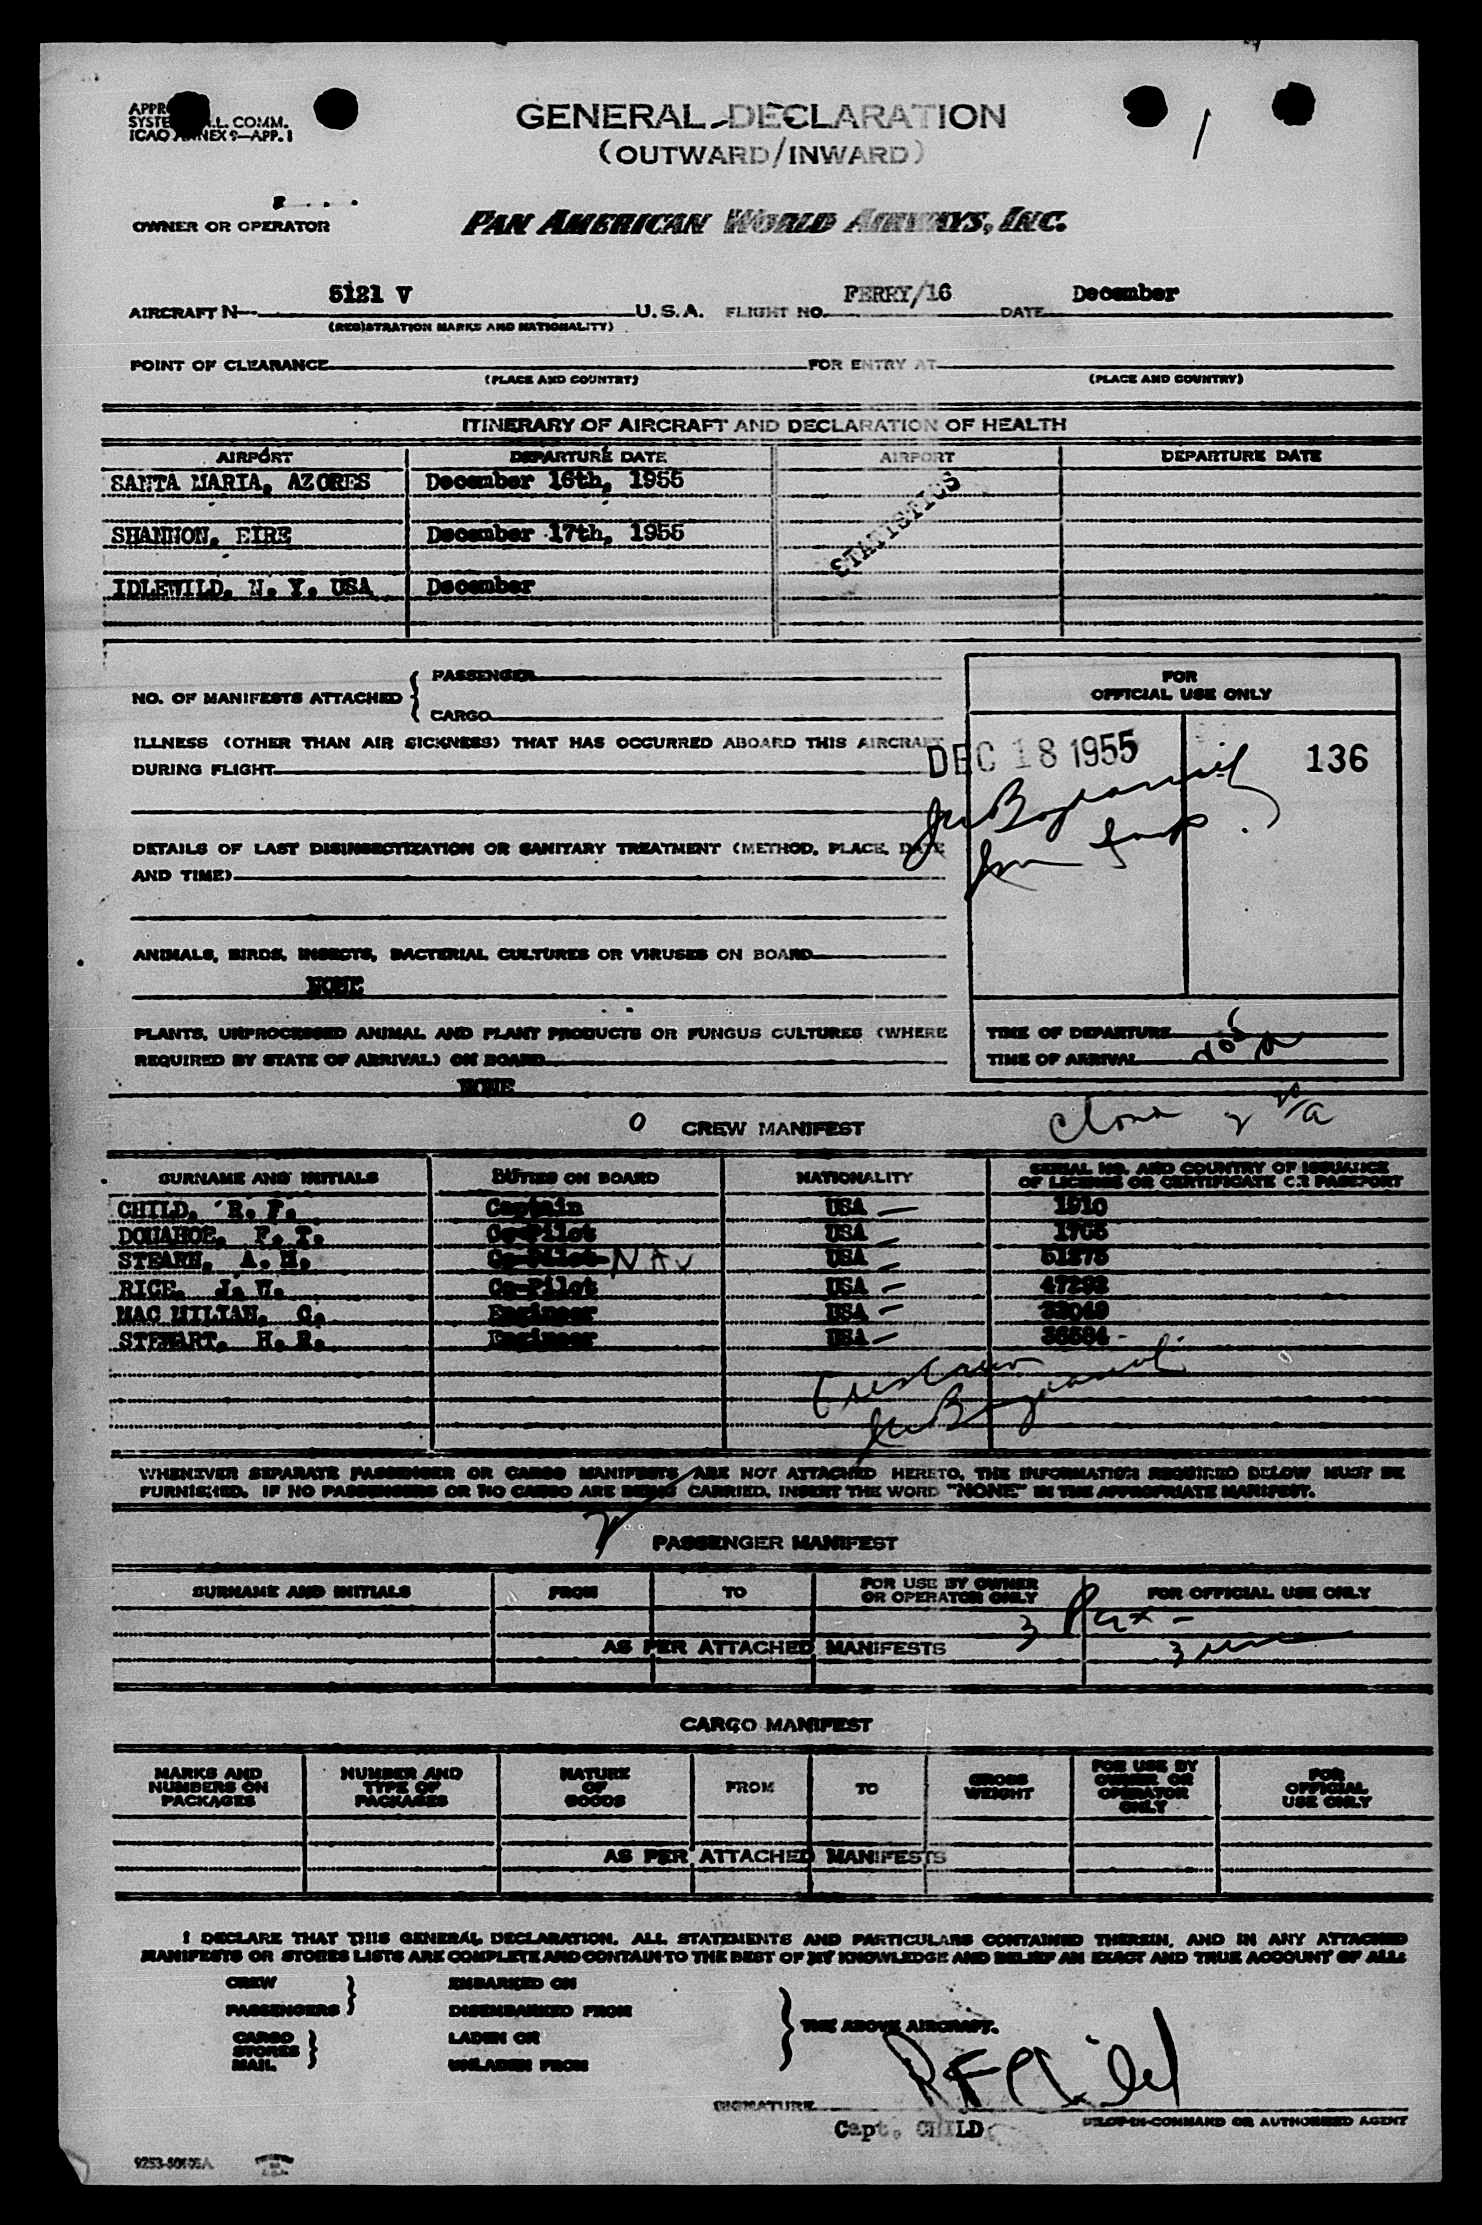 GENERAL DECLARATION
(OUTWARD/INWARD)
L. COMM.
ICAO ANNEX 9—APP. 1
1
OWNER OR OPERATOR PAN AMERICAN WORLD AIRWAYS, INC.
AIRCRAFT N— 5121 V U.S.A. FLIGHT NO. FERRY/16 DATE December
(REGISTRATION MARKS AND NATIONALITY)
POINT OF CLEARANCE FOR ENTRY AT
(PLACE AND COUNTRY) (PLACE AND COUNTRY)
ITINERARY OF AIRCRAFT AND DECLARATION OF HEALTH
AIRPORT DEPARTURE DATE AIRPORT DEPARTURE DATE
SANTA MARIA, AZORES December 16th, 1955
STATISTICS
SHANNON, EIRE December 17th, 1955
IDLEWILD, N. Y. USA December
NO. OF MANIFESTS ATTACHED { PASSENGER
CARGO
FOR
OFFICIAL USE ONLY
ILLNESS (OTHER THAN AIR SICKNESS) THAT HAS OCCURRED ABOARD THIS AIRCRAFT
DURING FLIGHT
DEC 18 1955 136
DETAILS OF LAST DISINSECTIZATION OR SANITARY TREATMENT (METHOD, PLACE, DATE
AND TIME)
ANIMALS, BIRDS, INSECTS, BACTERIAL CULTURES OR VIRUSES ON BOARD
NONE
PLANTS, UNPROCESSED ANIMAL AND PLANT PRODUCTS OR FUNGUS CULTURES (WHERE
REQUIRED BY STATE OF ARRIVAL) ON BOARD
NONE
TIME OF DEPARTURE
TIME OF ARRIVAL
CREW MANIFEST
SURNAME AND INITIALS DUTIES ON BOARD NATIONALITY SERIAL NO. AND COUNTRY OF ISSUANCE
OF LICENSE OR CERTIFICATE OR PASSPORT
CHILD, R. F. Captain USA 1910
DONAHOE, F. T. Co-Pilot USA 1765
STEARN, A. H. Co-Pilot NAV USA 51275
RICE, J. W. Co-Pilot USA 47292
MAC MILIAN, C. Engineer USA 32049
STEWART, H. R. Engineer USA 36584
WHENEVER SEPARATE PASSENGER OR CARGO MANIFESTS ARE NOT ATTACHED HERETO, THE INFORMATION REQUIRED BELOW MUST BE
FURNISHED. IF NO PASSENGERS OR NO CARGO ARE BEING CARRIED, INSERT THE WORD "NONE" IN THE APPROPRIATE MANIFEST.
PASSENGER MANIFEST
SURNAME AND INITIALS FROM TO FOR USE BY OWNER
OR OPERATOR ONLY FOR OFFICIAL USE ONLY
3 Pax -
AS PER ATTACHED MANIFESTS
CARGO MANIFEST
MARKS AND
NUMBERS ON
PACKAGES
NUMBER AND
TYPE OF
PACKAGES
NATURE
OF
GOODS
FROM
TO
GROSS
WEIGHT
FOR USE BY
OWNER OR
OPERATOR
ONLY
FOR
OFFICIAL
USE ONLY
AS PER ATTACHED MANIFESTS
I DECLARE THAT THIS GENERAL DECLARATION, ALL STATEMENTS AND PARTICULARS CONTAINED THEREIN, AND IN ANY ATTACHED
MANIFESTS OR STORES LISTS ARE COMPLETE AND CONTAIN TO THE BEST OF MY KNOWLEDGE AND BELIEF AN EXACT AND TRUE ACCOUNT OF ALL:
CREW EMBARKED ON
PASSENGERS DISEMBARKED FROM
THE ABOVE AIRCRAFT.
CARGO LADEN ON
STORES
MAIL UNLADEN FROM
R F Child
SIGNATURE
Capt. CHILD PILOT-IN-COMMAND OR AUTHORISED AGENT